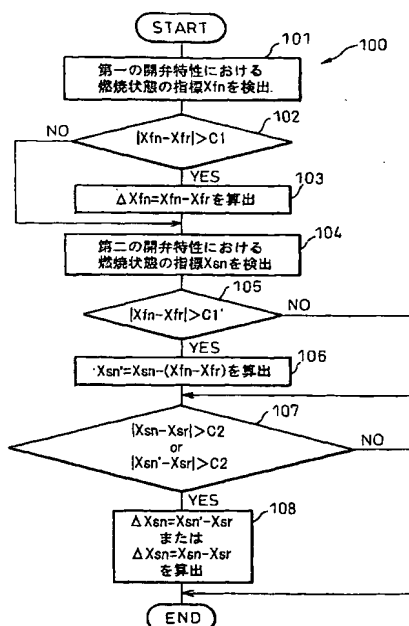 START
101
100
第一の開弁特性における
燃焼状態の指標Xfnを検出.
102
NO
|Xfn-Xfr|>C1
YES
103
ΔXfn=Xfn-Xfrを算出
104
第二の開弁特性における
燃焼状態の指標Xsnを検出
105
NO
|Xfn-Xfr|>C1'
YES
106
Xsn'=Xsn-(Xfn-Xfr)を算出
107
|Xsn-Xsr|>C2
or
|Xsn'-Xsr|>C2
NO
YES
108
ΔXsn=Xsn'-Xsr
または
ΔXsn=Xsn-Xsr
を算出
END